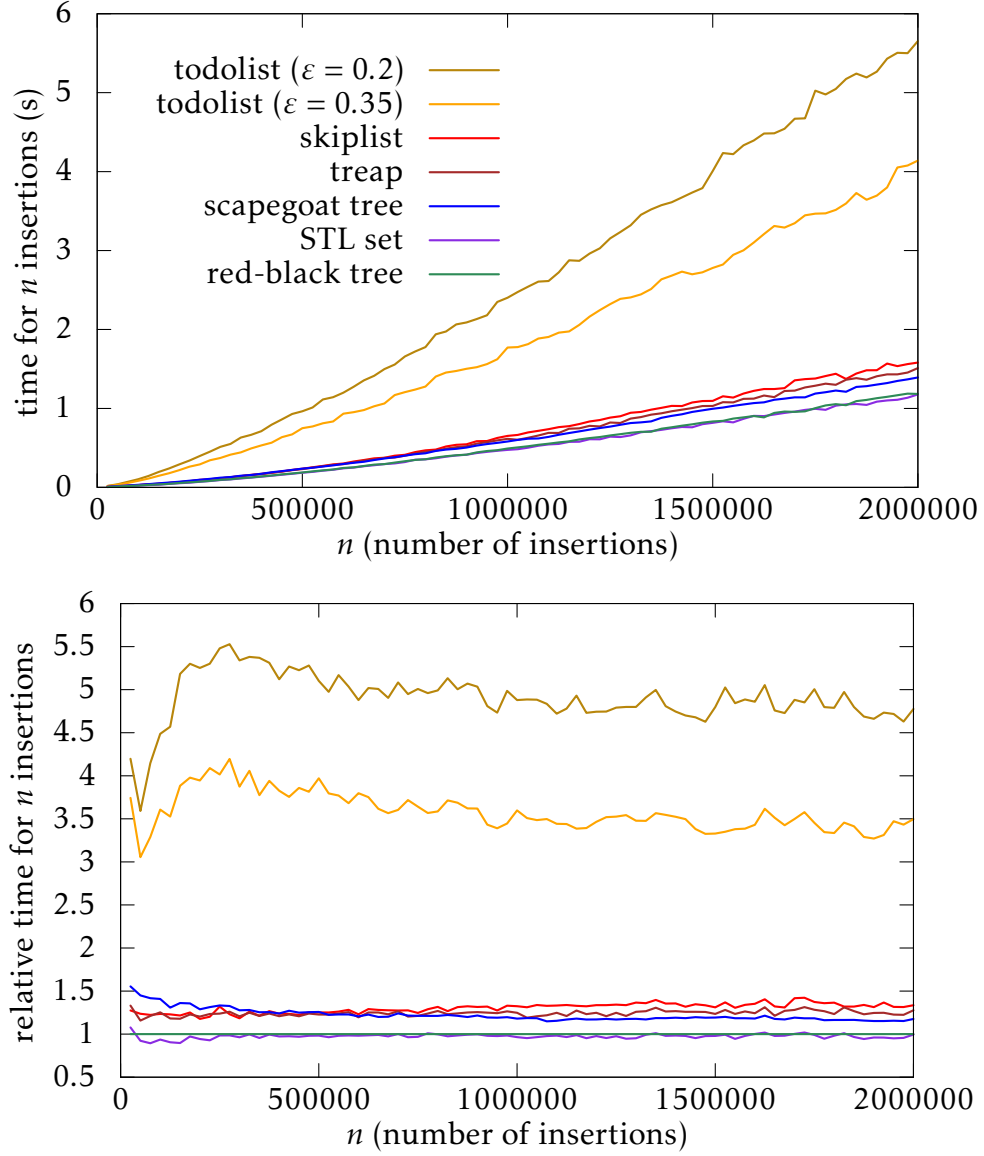 6
5
4
3
2
1
0
time for n insertions (s)
todolist (ε = 0.2)
todolist (ε = 0.35)
skiplist
treap
scapegoat tree
STL set
red-black tree
0 500000 1000000 1500000 2000000
n (number of insertions)
6
5.5
5
4.5
4
3.5
3
2.5
2
1.5
1
0.5
relative time for n insertions
0 500000 1000000 1500000 2000000
n (number of insertions)